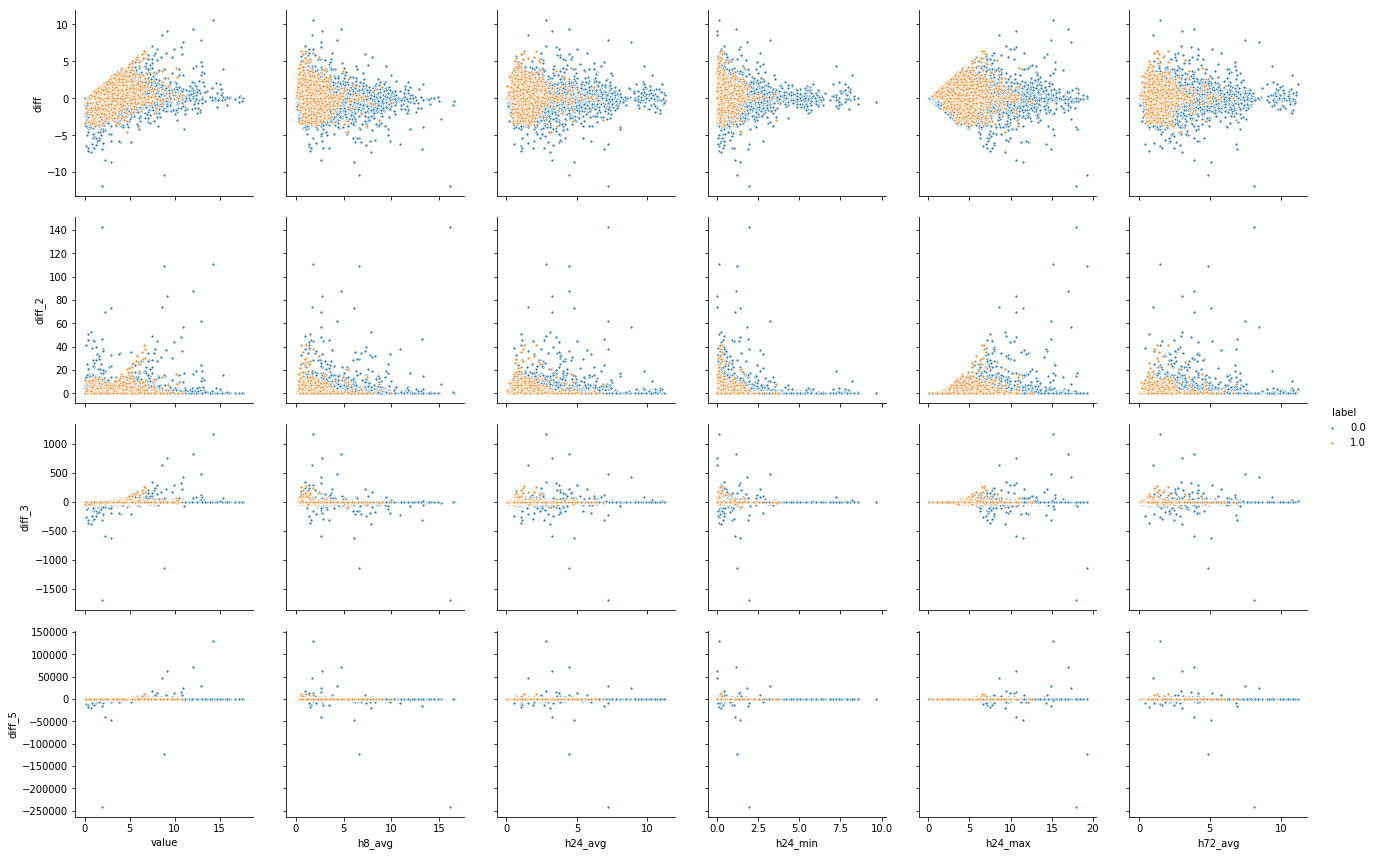 10
5
0
−5
−10
diff
140
120
100
80
60
40
20
0
diff_2
1000
500
0
−500
−1000
−1500
diff_3
label
0.0
1.0
150000
100000
50000
0
−50000
−100000
−150000
−200000
−250000
diff_5
0 5 10 15
0 5 10 15
0 5 10
0.0 2.5 5.0 7.5 10.0
0 5 10 15 20
0 5 10
value
h8_avg
h24_avg
h24_min
h24_max
h72_avg